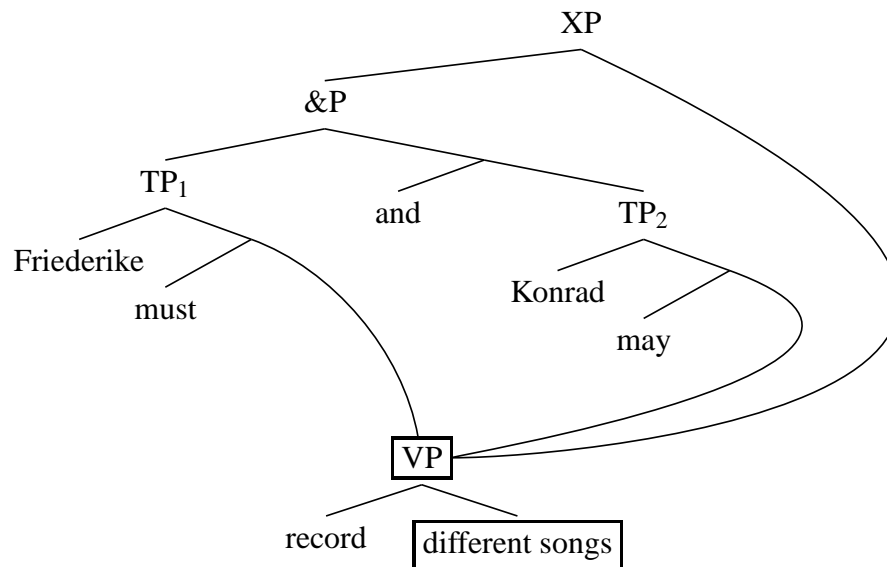 XP
&P
TP1
and
TP2
Friederike
must
Konrad
may
VP
record
different songs